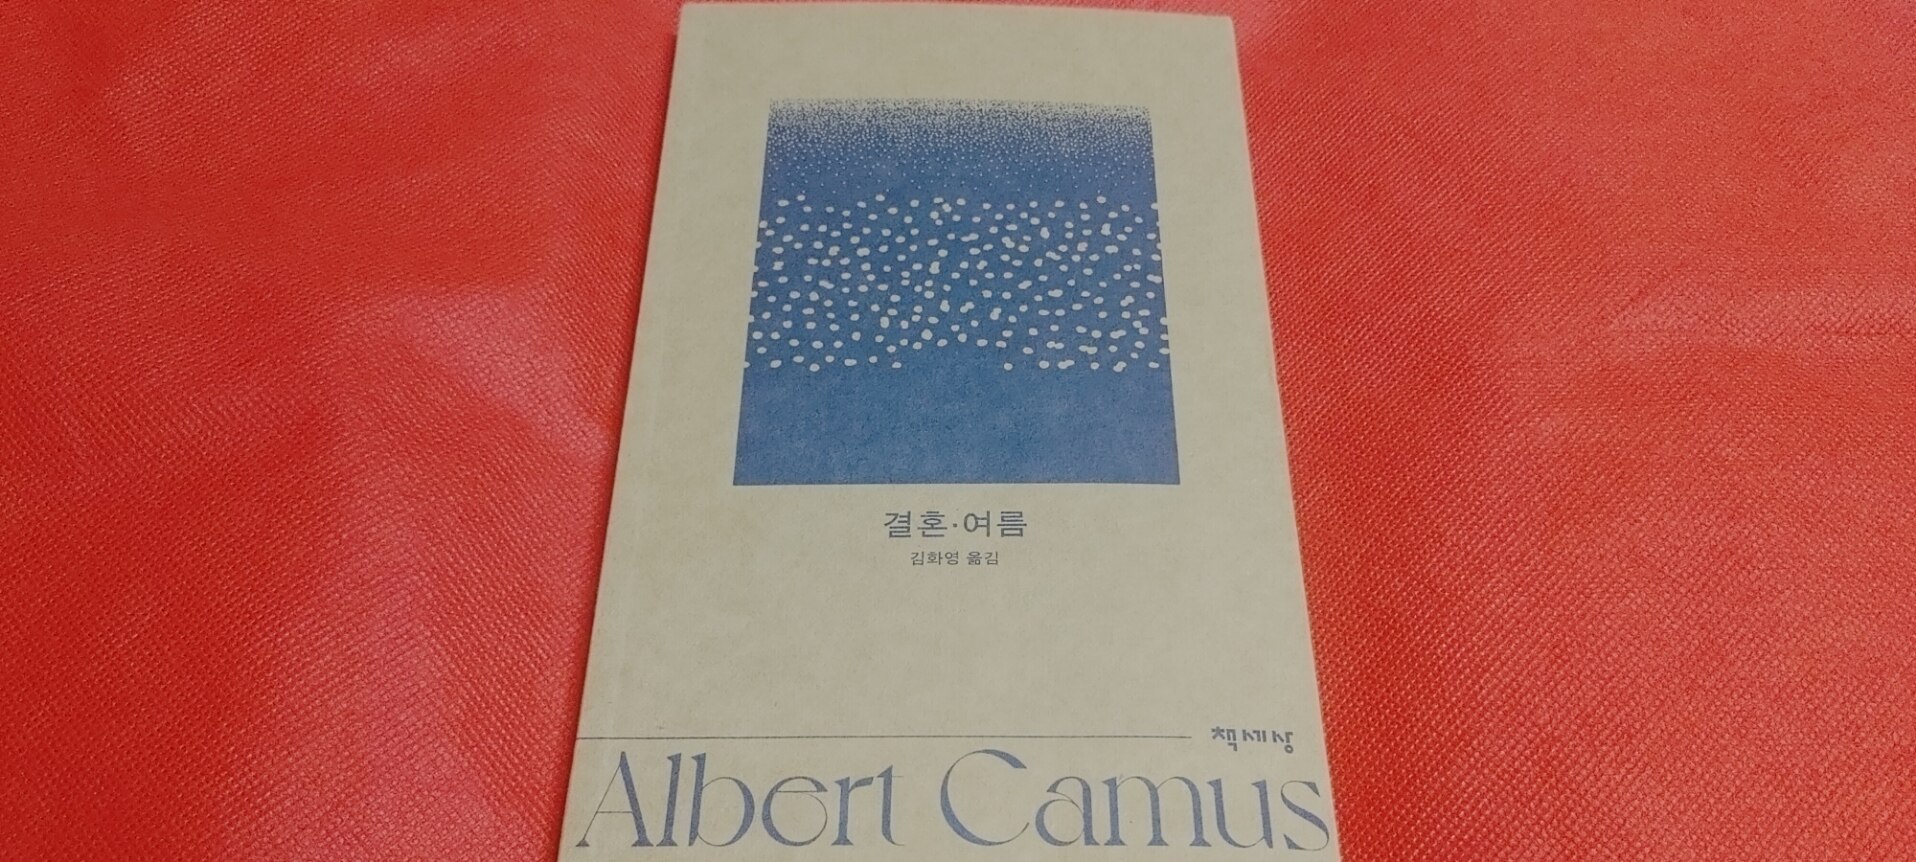 결혼·여름
김화영 옮김
책세상
Albert Camus